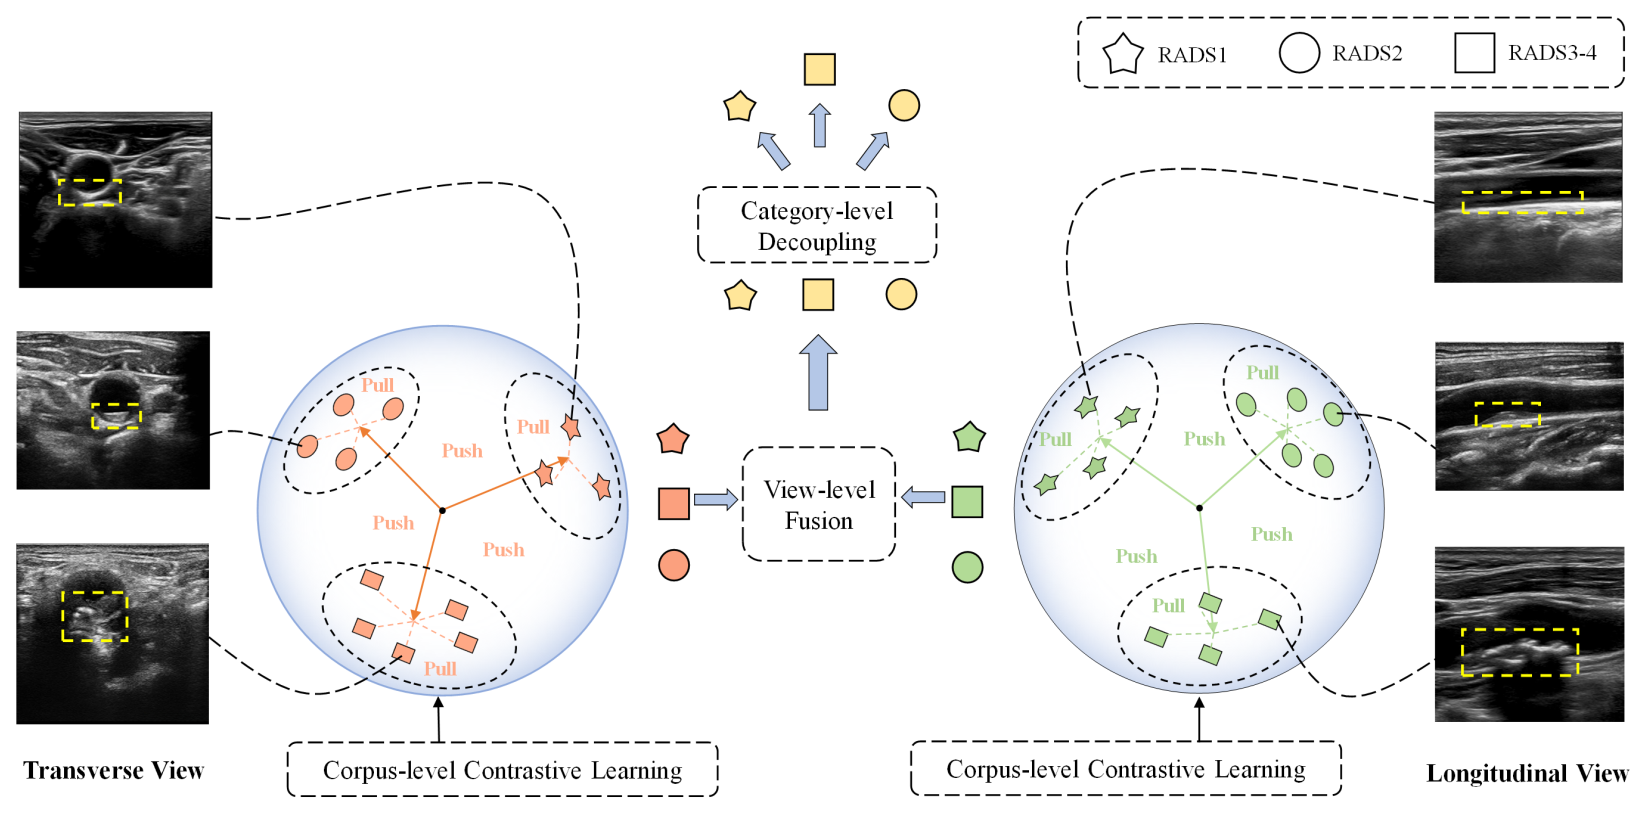 RADS1
RADS2
RADS3-4
Category-level
Decoupling
Pull
Pull
Push
Push
Push
Pull
View-level
Fusion
Pull
Pull
Push
Push
Push
Pull
Corpus-level Contrastive Learning
Corpus-level Contrastive Learning
Transverse View
Longitudinal View